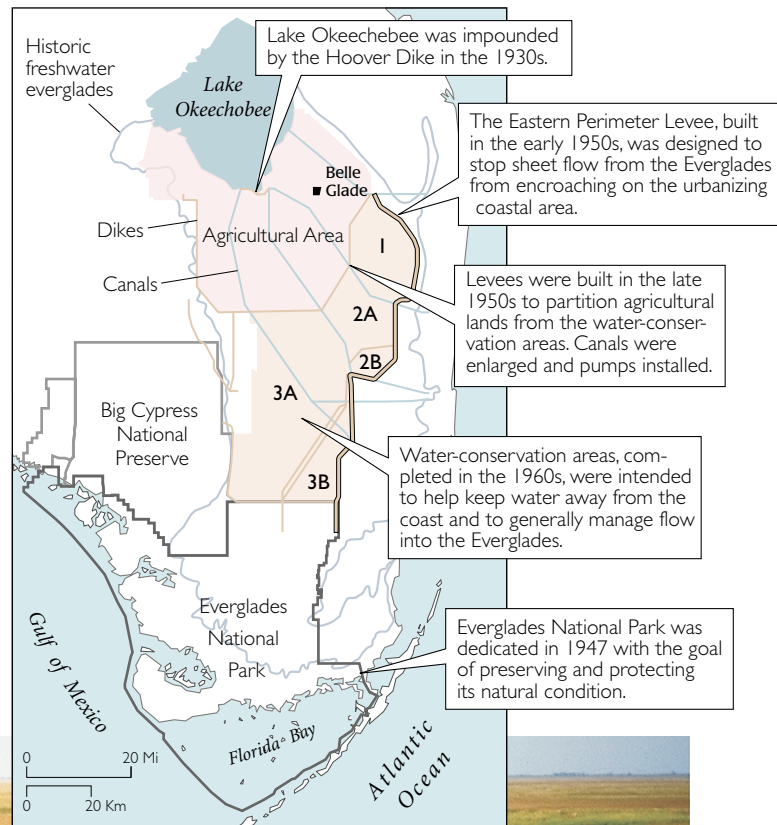 Historic
freshwater
everglades
Lake
Okeechobee
Lake Okeechebee was impounded
by the Hoover Dike in the 1930s.
The Eastern Perimeter Levee, built
in the early 1950s, was designed to
stop sheet flow from the Everglades
from encroaching on the urbanizing
coastal area.
Belle
Glade
Dikes
Agricultural Area
Canals
1
Levees were built in the late
1950s to partition agricultural
lands from the water-conser-
vation areas. Canals were
enlarged and pumps installed.
2A
2B
3A
Big Cypress
National
Preserve
3B
Water-conservation areas, com-
pleted in the 1960s, were intended
to help keep water away from the
coast and to generally manage flow
into the Everglades.
Everglades
National
Park
Everglades National Park was
dedicated in 1947 with the goal
of preserving and protecting
its natural condition.
Gulf of Mexico
Florida Bay
Atlantic
Ocean
0 20 Mi
0 20 Km